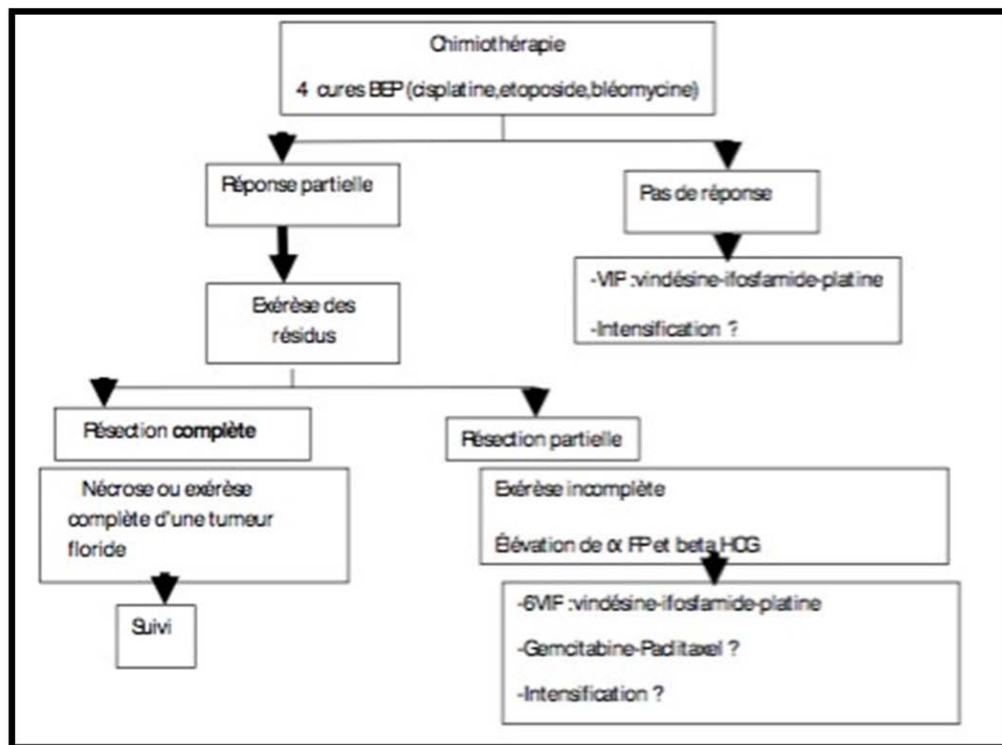 Chimiothérapie
4 cures BEP (cisplatine,etoposide,bléomycine)
Réponse partielle
Pas de réponse
-VIF :vindésine-ifosfamide-platine
-Intensification ?
Exérèse des
résidus
Résection complète
Résection partielle
Nécrose ou exérèse
complète d'une tumeur
floride
Exérèse incomplète
Élévation de α FP et beta HCG
Suivi
-6VIF :vindésine-ifosfamide-platine
-Gemcitabine-Paclitaxel ?
-Intensification ?